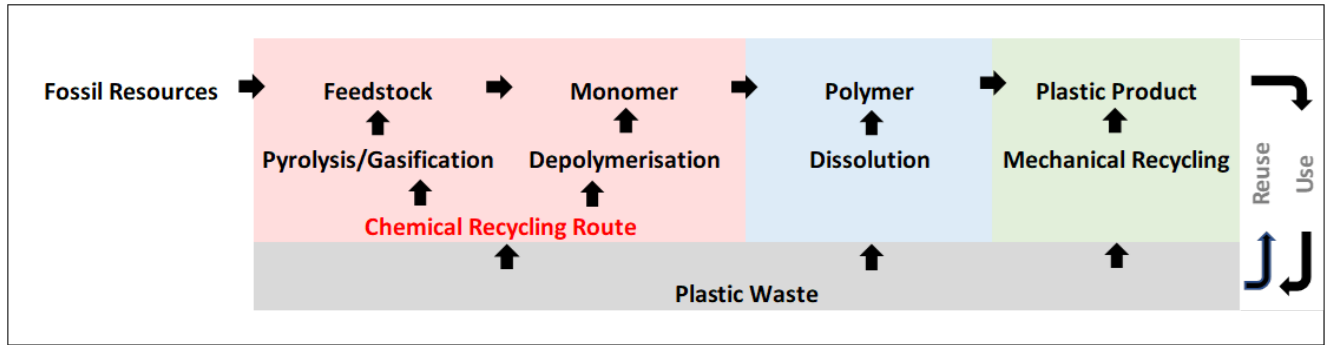 Fossil Resources Feedstock Monomer Polymer Plastic Product
Pyrolysis/Gasification Depolymerisation Dissolution Mechanical Recycling
Chemical Recycling Route
Plastic Waste
Reuse
Use